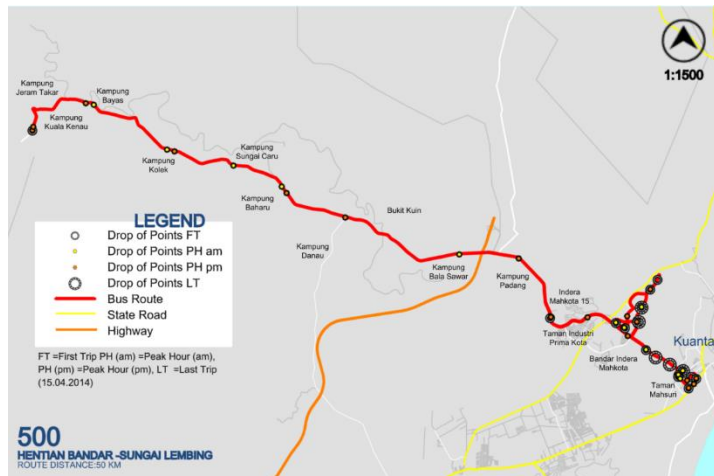 1:1500
Kampung
Jeram Takar
Kampung
Bayas
Kampung
Kuala Kenau
Kampung
Kolek
Kampung
Sungai Caru
Kampung
Baharu
Bukit Kuin
Kampung
Danau
Kampung
Bala Sawar
Kampung
Padang
Indera
Mahkota 15
Taman Industri
Prima Kota
Bandar Indera
Mahkota
Kuanta
Taman
Mahsuri
LEGEND
Drop of Points FT
Drop of Points PH am
Drop of Points PH pm
Drop of Points LT
Bus Route
State Road
Highway
FT =First Trip PH (am) =Peak Hour (am),
PH (pm) =Peak Hour (pm), LT =Last Trip
(15.04.2014)
500
HENTIAN BANDAR -SUNGAI LEMBING
ROUTE DISTANCE:50 KM